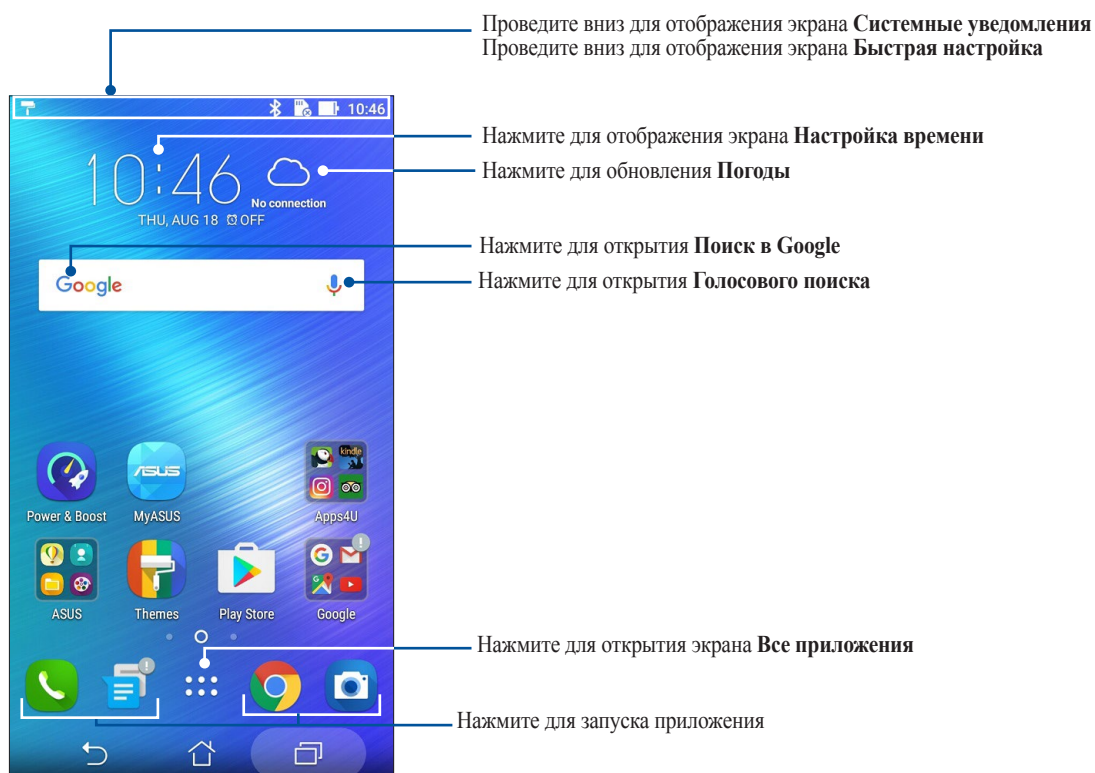 Проведите вниз для отображения экрана Системные уведомления
Проведите вниз для отображения экрана Быстрая настройка
10:46
Нажмите для отображения экрана Настройка времени
10:46
Нажмите для обновления Погоды
No connection
THU, AUG 18 OFF
Нажмите для открытия Поиск в Google
Google
Нажмите для открытия Голосового поиска
kindle
Power & Boost
/SUS
MyASUS
Apps4U
ASUS
Themes
Play Store
Google
Нажмите для открытия экрана Все приложения
Нажмите для запуска приложения